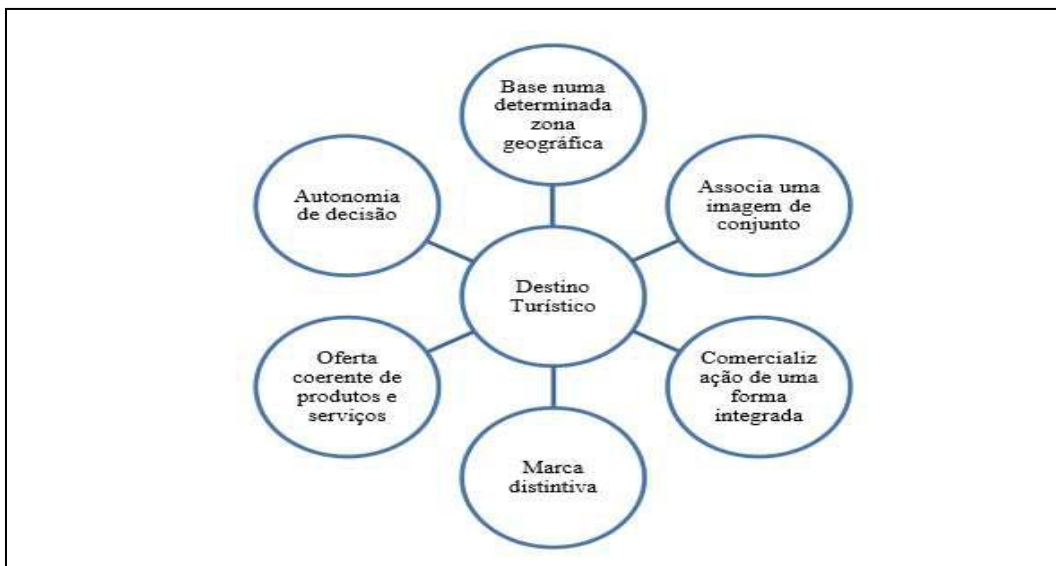 Base numa
determinada
zona
geográfica
Autonomia
de decisão
Associa uma
imagem de
conjunto
Destino
Turístico
Oferta
coerente de
produtos e
serviços
Comercializ
ação de uma
forma
integrada
Marca
distintiva